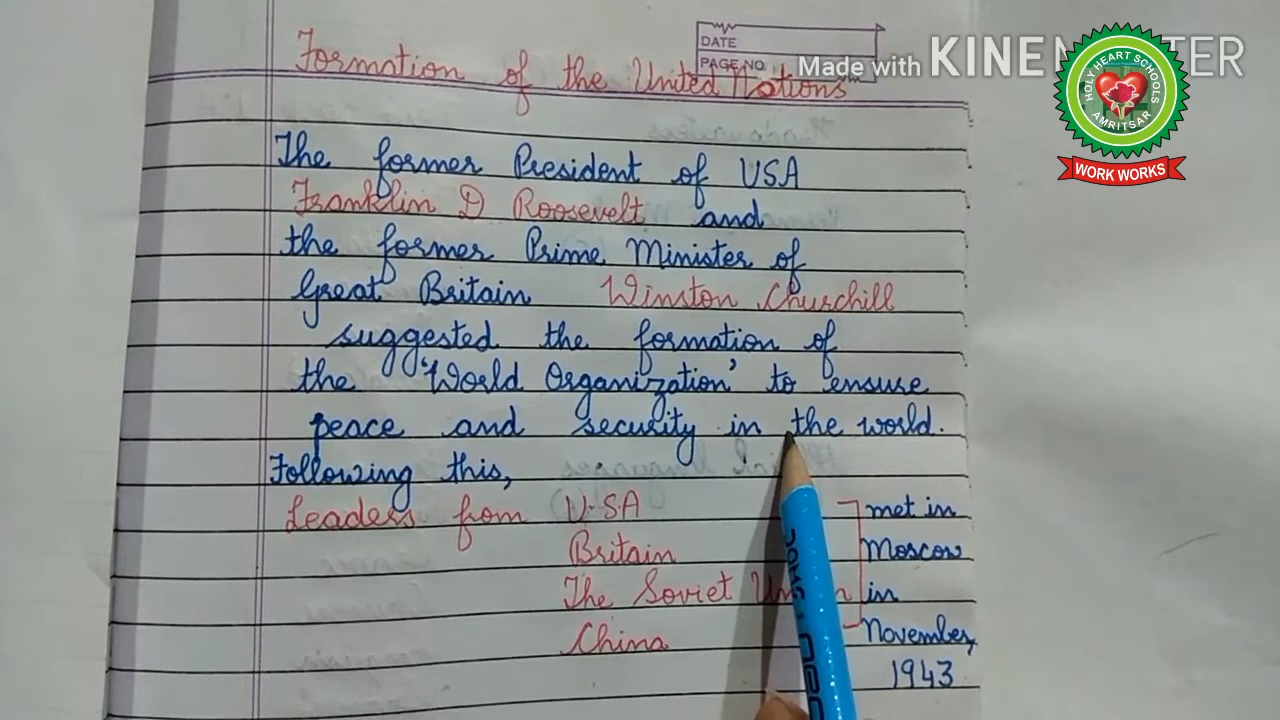 DATE
PAGE NO.
Made with KINEMASTER
HOLY HEART SCHOOLS
AMRITSAR
WORK WORKS
Formation of the United Nations
The former President of USA
Franklin D Roosevelt and
the former Prime Minister of
Great Britain Winston Churchill
suggested the formation of
the 'World Organization' to ensure
peace and security in the world.
Following this,
Leaders from U.S.A met in
Britain Moscow
The Soviet Union in
China November,
1943